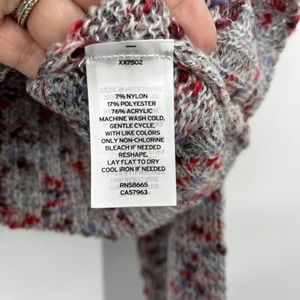 XX7502
7% NYLON
17% POLYESTER
76% ACRYLIC
MACHINE WASH COLD,
GENTLE CYCLE,
WITH LIKE COLORS
ONLY NON-CHLORINE
BLEACH IF NEEDED
RESHAPE,
LAY FLAT TO DRY
COOL IRON IF NEEDED
RN58665
CA57963